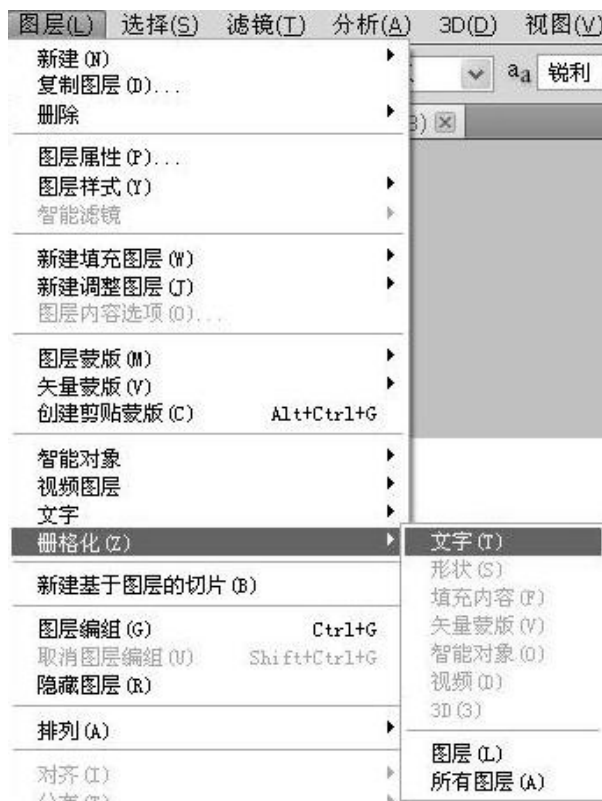 图层(L) 选择(S) 滤镜(T) 分析(A) 3D(D) 视图(V)
新建(N)
aa 锐利
复制图层(D)...
删除
3)
图层属性(P)...
图层样式(Y)
智能滤镜
新建填充图层(W)
新建调整图层(J)
图层内容选项(O)...
图层蒙版(M)
矢量蒙版(V)
创建剪贴蒙版(C) Alt+Ctrl+G
智能对象
视频图层
文字
栅格化(Z)
新建基于图层的切片(B)
图层编组(G) Ctrl+G
取消图层编组(U) Shift+Ctrl+G
隐藏图层(R)
排列(A)
对齐(I)
分布(T)
文字(T)
形状(S)
填充内容(F)
矢量蒙版(V)
智能对象(O)
视频(D)
3D(3)
图层(L)
所有图层(A)